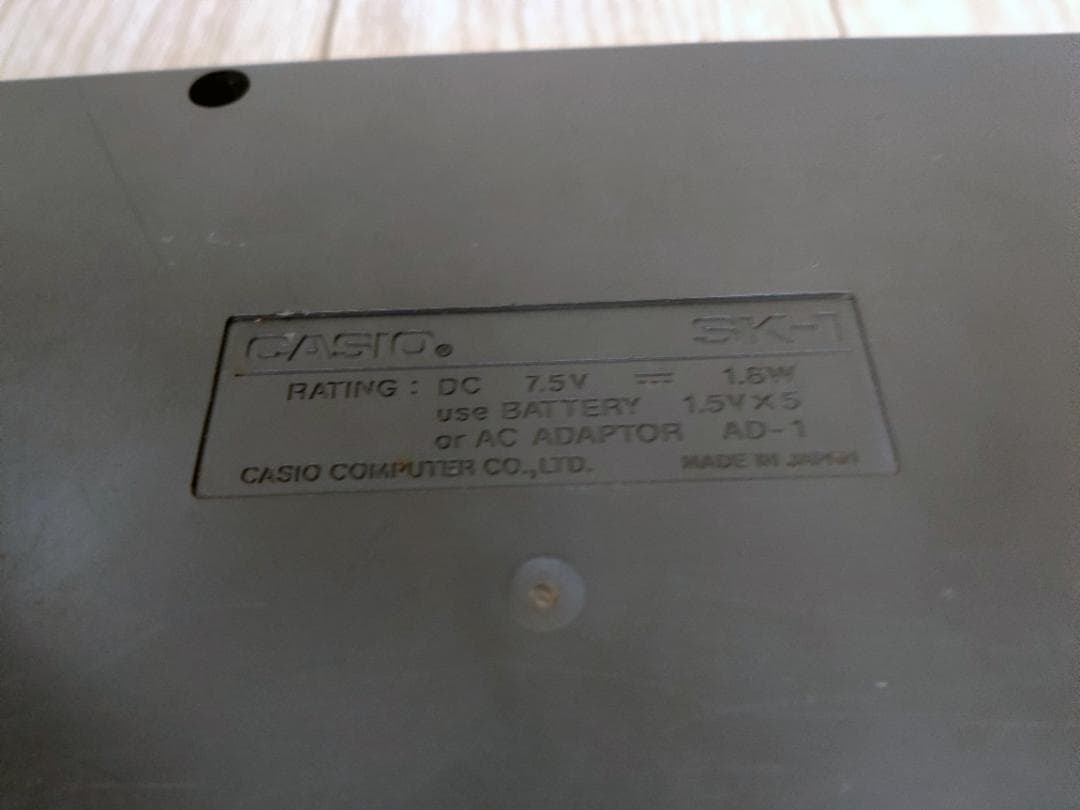 CASIO® SK-1
RATING : DC 7.5V ⎓ 1.8W
use BATTERY 1.5V×5
or AC ADAPTOR AD-1
CASIO COMPUTER CO.,LTD. MADE IN JAPAN